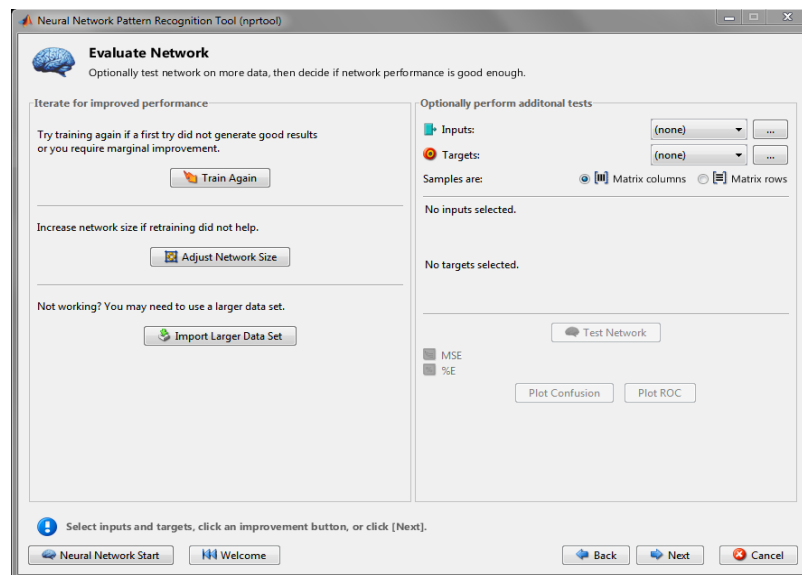 Neural Network Pattern Recognition Tool (nprtool)
Evaluate Network
Optionally test network on more data, then decide if network performance is good enough.
Iterate for improved performance
Try training again if a first try did not generate good results
or you require marginal improvement.
Train Again
Increase network size if retraining did not help.
Adjust Network Size
Not working? You may need to use a larger data set.
Import Larger Data Set
Optionally perform additonal tests
Inputs: (none) ...
Targets: (none) ...
Samples are: Matrix columns Matrix rows
No inputs selected.
No targets selected.
Test Network
MSE
%E
Plot Confusion Plot ROC
Select inputs and targets, click an improvement button, or click [Next].
Neural Network Start Welcome Back Next Cancel